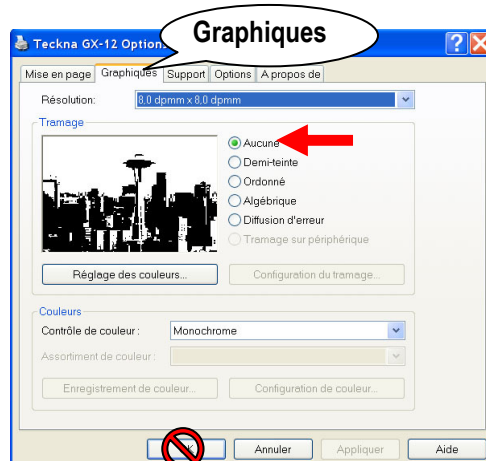 Graphiques
Teckna GX-12 Option
Mise en page Graphiques Support Options A propos de
Résolution: 8,0 dpmm x 8,0 dpmm
Tramage
Aucune
Demi-teinte
Ordonné
Algébrique
Diffusion d'erreur
Tramage sur périphérique
Réglage des couleurs... Configuration du tramage...
Couleurs
Contrôle de couleur : Monochrome
Assortiment de couleur :
Enregistrement de couleur... Configuration de couleur...
Annuler Appliquer Aide